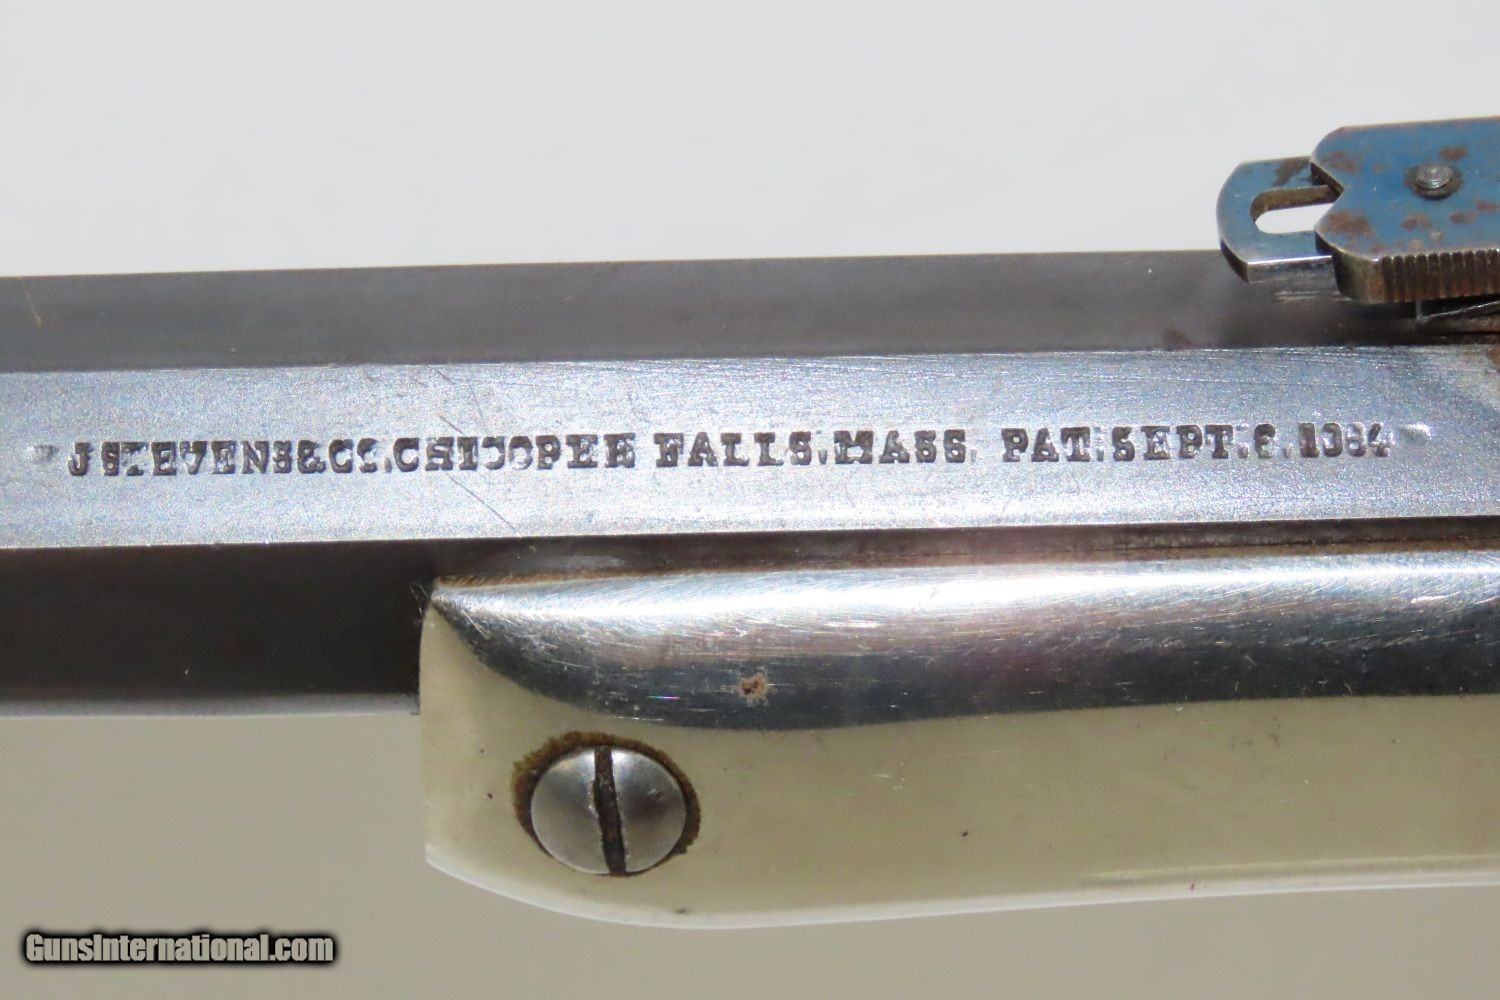 J STEVENS & CO. CHICOPEE FALLS, MASS. PAT. SEPT. 6. 1864
GunsInternational.com